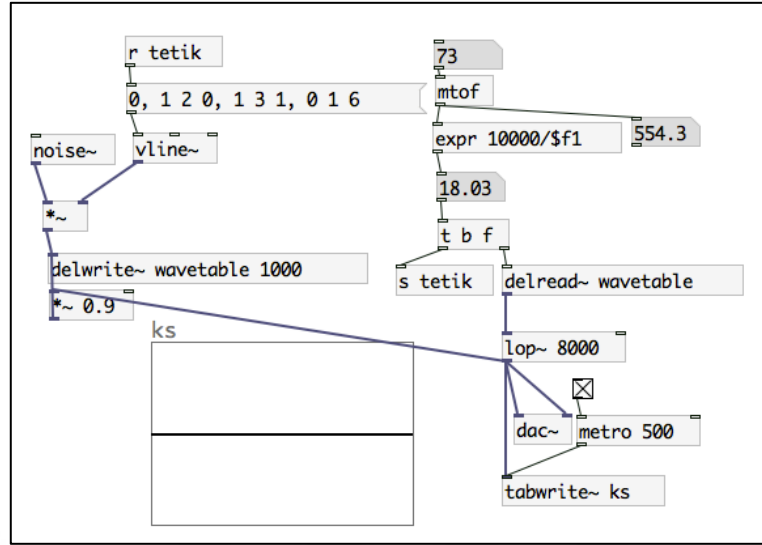 r tetik
73
0, 1 2 0, 1 3 1, 0 1 6
mtof
noise~
vline~
expr 10000/$f1
554.3
18.03
*~
t b f
delwrite~ wavetable 1000
s tetik
delread~ wavetable
*~ 0.9
ks
lop~ 8000
dac~
metro 500
tabwrite~ ks